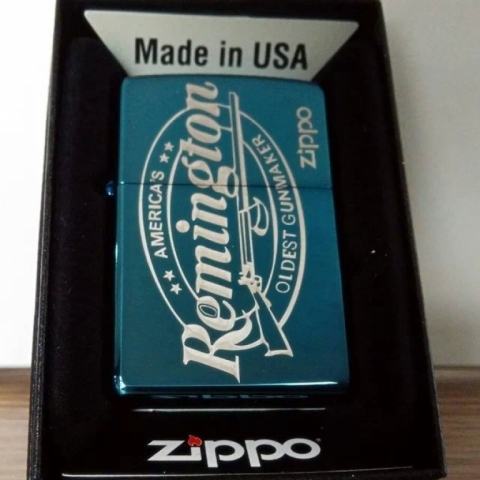 Made in USA
AMERICA'S
Remington
OLDEST GUNMAKER
zippo
zippo